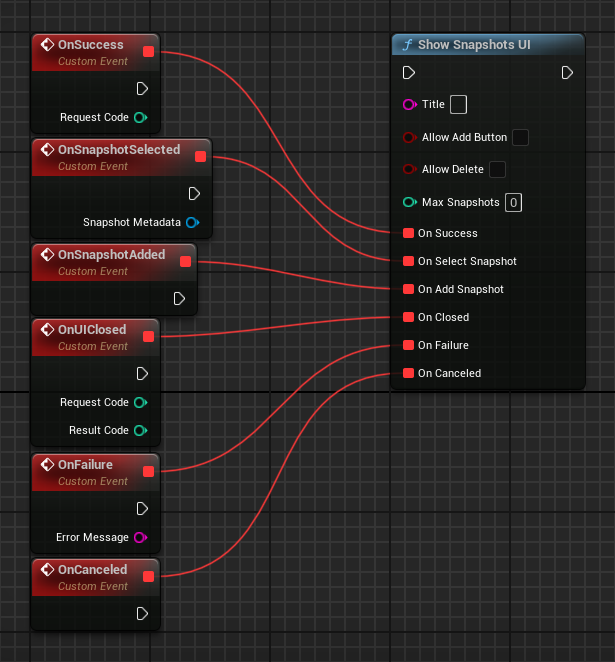 OnSuccess
Custom Event
Request Code
OnSnapshotSelected
Custom Event
Snapshot Metadata
OnSnapshotAdded
Custom Event
OnUIClosed
Custom Event
Request Code
Result Code
OnFailure
Custom Event
Error Message
OnCanceled
Custom Event
f Show Snapshots UI
Title
Allow Add Button
Allow Delete
Max Snapshots 0
On Success
On Select Snapshot
On Add Snapshot
On Closed
On Failure
On Canceled